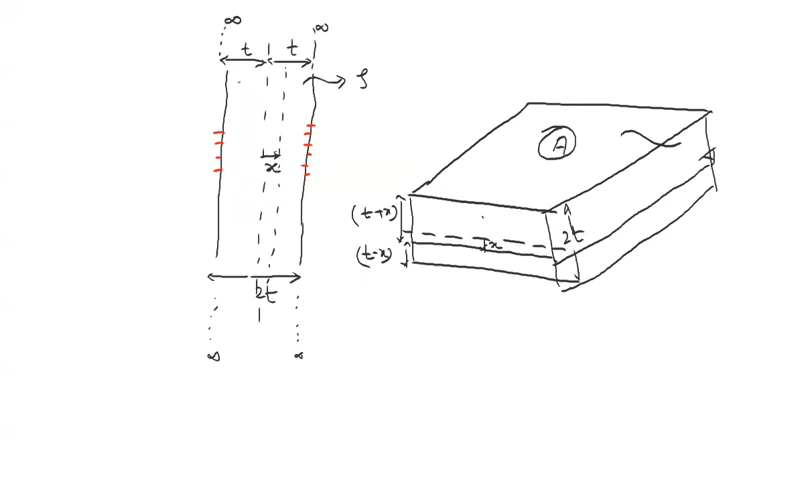 ∞ ∞
t t
ρ
x
2t
∞ ∞
A
(t+x)
x
2t
(t-x)